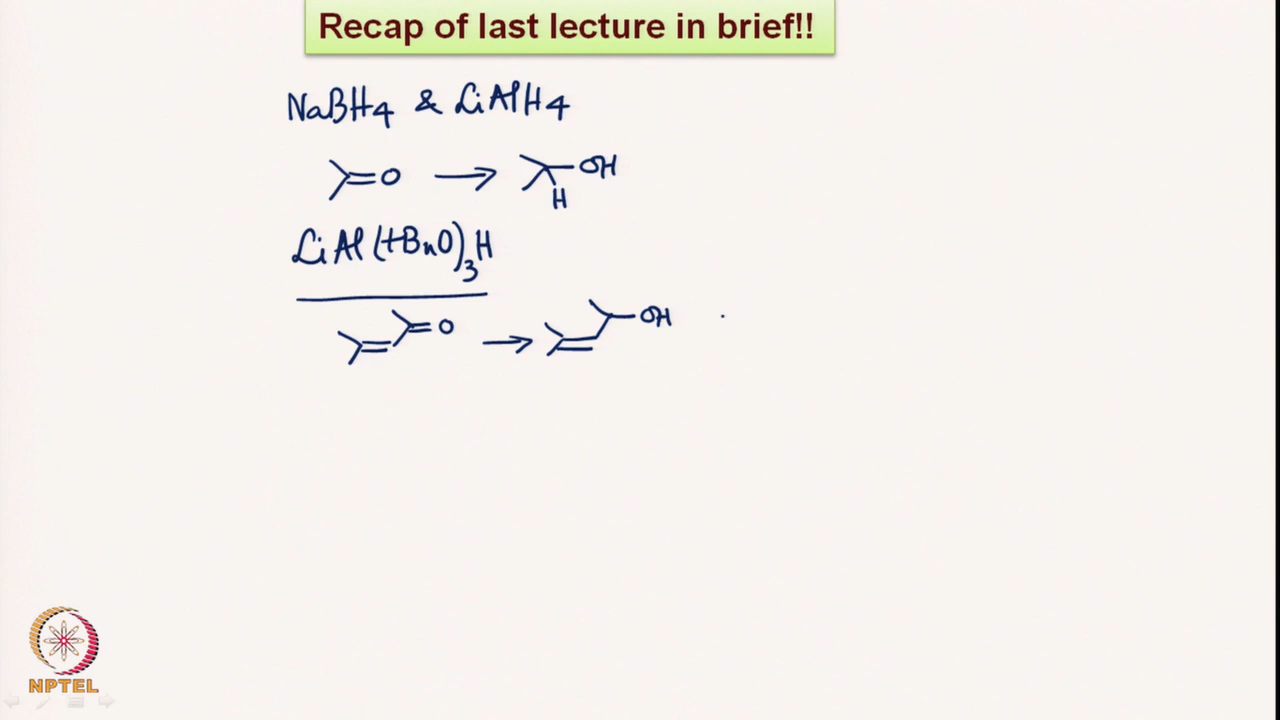 Recap of last lecture in brief!!
NaBH4 & LiAlH4
=O → OH
H
LiAl(tBuO)3H
=O → OH
NPTEL